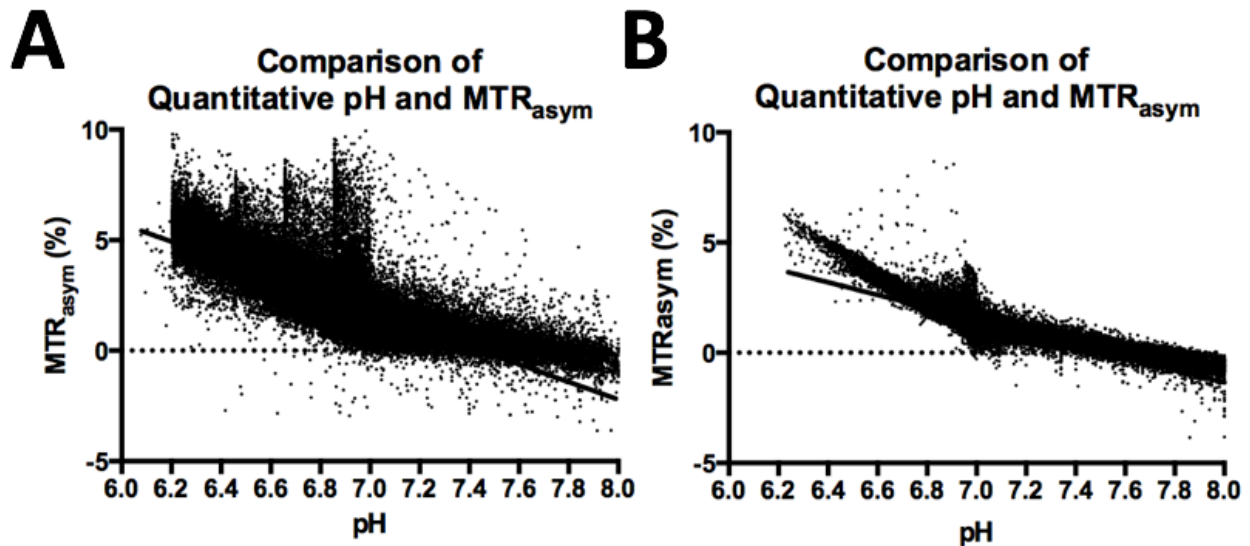 A
Comparison of
Quantitative pH and MTRasym
10
5
0
-5
MTRasym (%)
6.0 6.2 6.4 6.6 6.8 7.0 7.2 7.4 7.6 7.8 8.0
pH
B
Comparison of
Quantitative pH and MTRasym
10
5
0
-5
MTRasym (%)
6.0 6.2 6.4 6.6 6.8 7.0 7.2 7.4 7.6 7.8 8.0
pH